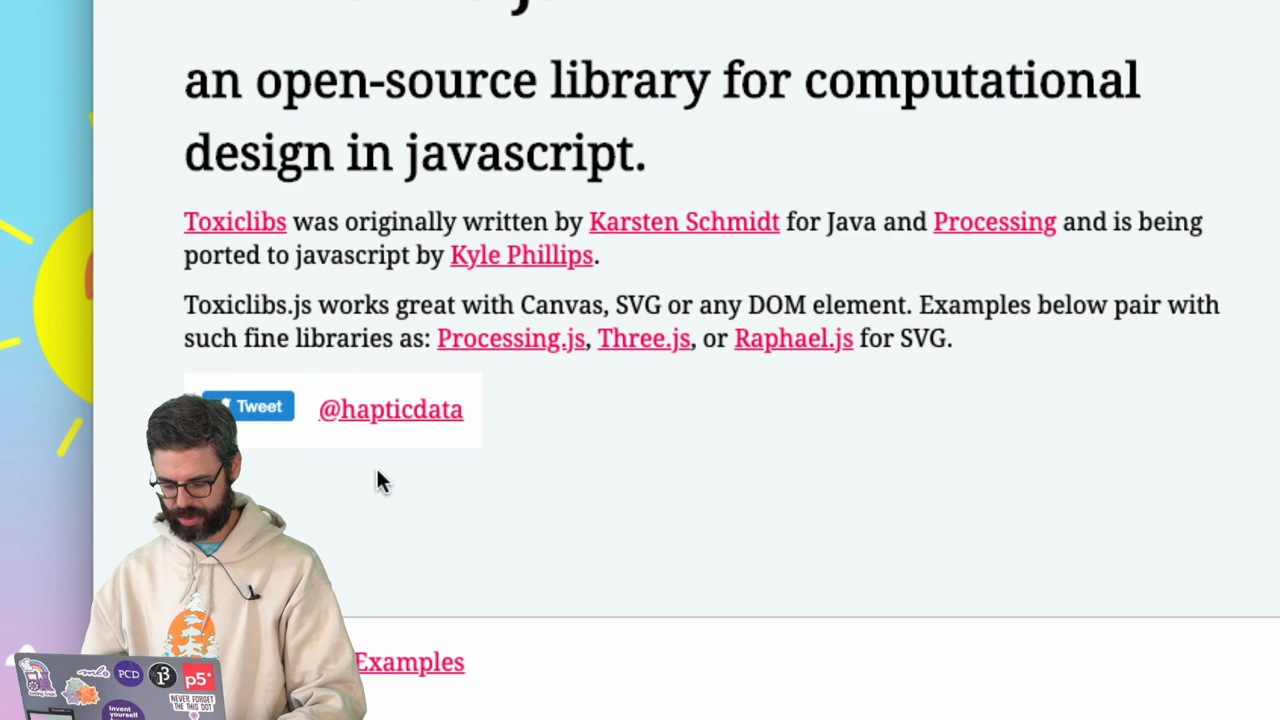 an open-source library for computational
design in javascript.
Toxiclibs was originally written by Karsten Schmidt for Java and Processing and is being
ported to javascript by Kyle Phillips.
Toxiclibs.js works great with Canvas, SVG or any DOM element. Examples below pair with
such fine libraries as: Processing.js, Three.js, or Raphael.js for SVG.
Tweet
@hapticdata
Examples
PCD
p5*
NEVER FORGET
THE THIS DOT
Invent
yourself